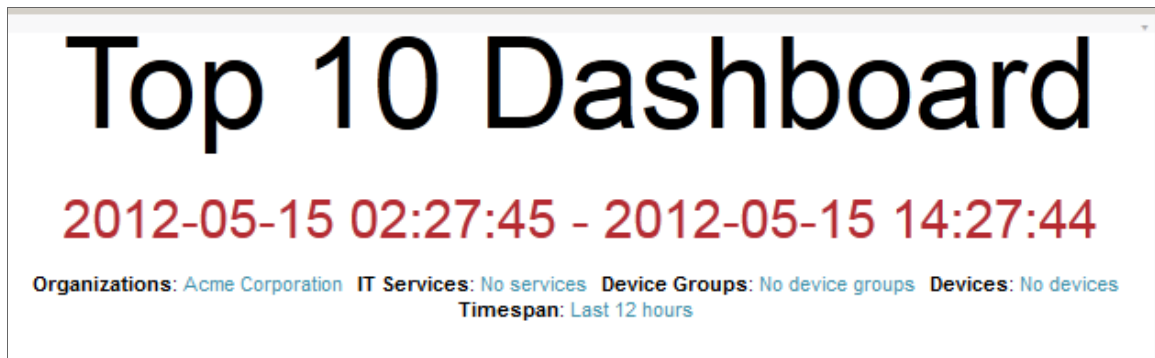 Top 10 Dashboard
2012-05-15 02:27:45 - 2012-05-15 14:27:44
Organizations: Acme Corporation IT Services: No services Device Groups: No device groups Devices: No devices
Timespan: Last 12 hours